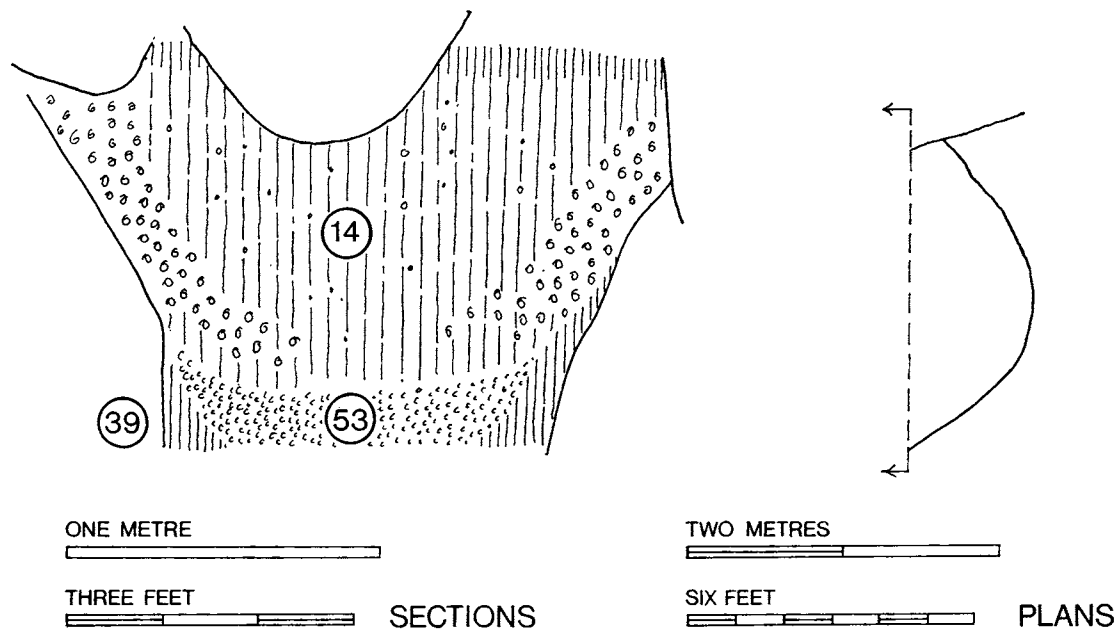 14
39
53
ONE METRE
TWO METRES
THREE FEET
SECTIONS
SIX FEET
PLANS